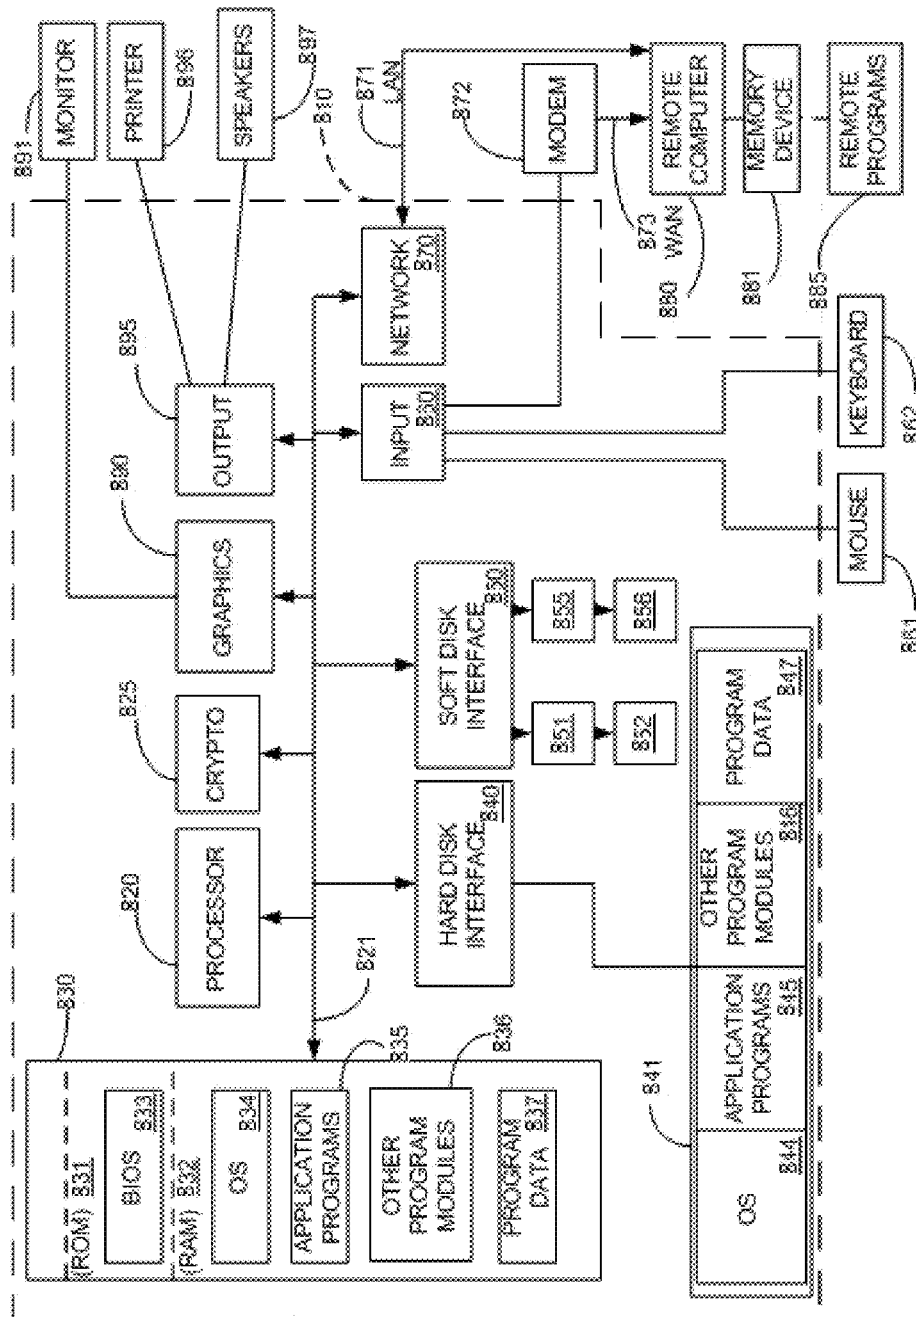 830
(ROM) 831
BIOS
833
(RAM) 832
OS
834
APPLICATION
PROGRAMS
835
OTHER
PROGRAM
MODULES
836
PROGRAM
DATA 837
820
PROCESSOR
825
CRYPTO
890
GRAPHICS
895
OUTPUT
821
891
MONITOR
PRINTER
896
SPEAKERS
897
810
HARD DISK
INTERFACE
840
SOFT DISK
INTERFACE
850
INPUT
860
NETWORK
870
871
LAN
851
855
852
856
872
MODEM
873
WAN
841
OS
844
APPLICATION
PROGRAMS
845
OTHER
PROGRAM
MODULES
846
PROGRAM
DATA
847
REMOTE
COMPUTER
880
MEMORY
DEVICE
881
REMOTE
PROGRAMS
885
MOUSE
861
KEYBOARD
862